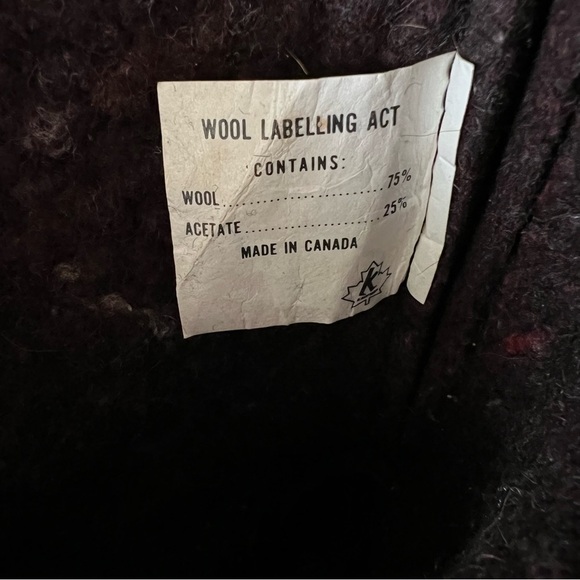 WOOL LABELLING ACT
CONTAINS:
WOOL..........................75%
ACETATE......................25%
MADE IN CANADA
K